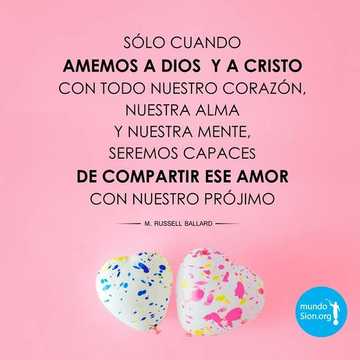 SÓLO CUANDO
AMEMOS A DIOS Y A CRISTO
CON TODO NUESTRO CORAZÓN,
NUESTRA ALMA
Y NUESTRA MENTE,
SEREMOS CAPACES
DE COMPARTIR ESE AMOR
CON NUESTRO PRÓJIMO
M. RUSSELL BALLARD
mundo
Sion.org